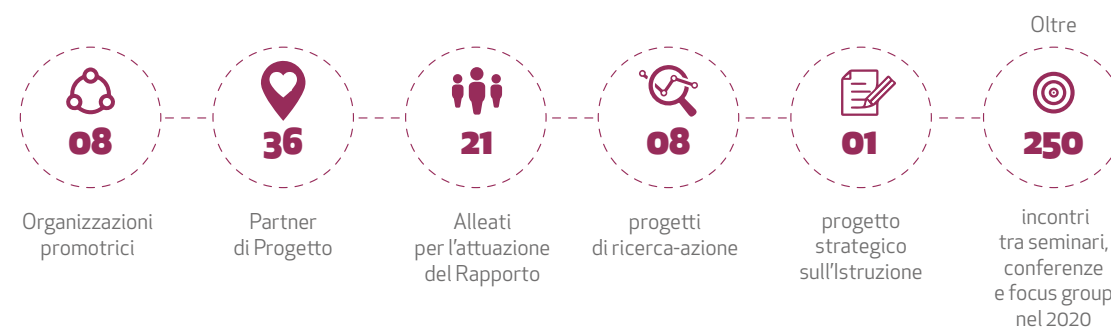 08
Organizzazioni
promotrici
36
Partner
di Progetto
21
Alleati
per l'attuazione
del Rapporto
08
progetti
di ricerca-azione
01
progetto
strategico
sull'Istruzione
Oltre
250
incontri
tra seminari,
conferenze
e focus group
nel 2020